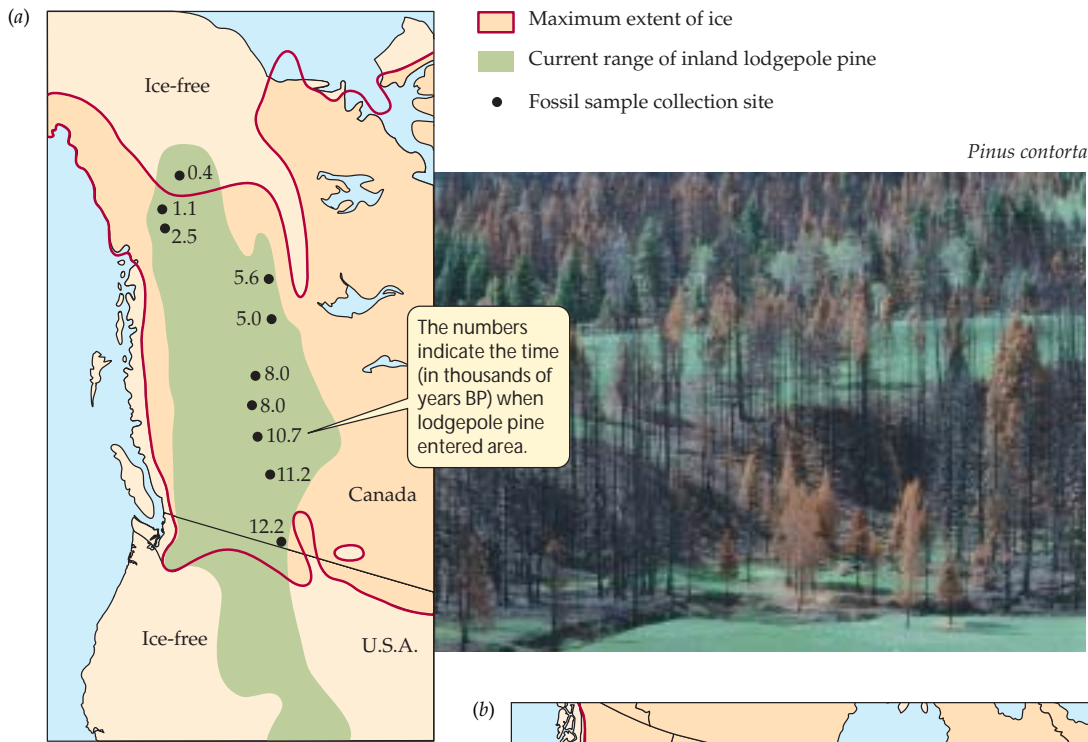 (a)
Maximum extent of ice
Current range of inland lodgepole pine
Fossil sample collection site
Pinus contorta
Ice-free
0.4
1.1
2.5
5.6
5.0
8.0
8.0
10.7
11.2
12.2
The numbers
indicate the time
(in thousands of
years BP) when
lodgepole pine
entered area.
Canada
Ice-free
U.S.A.
(b)